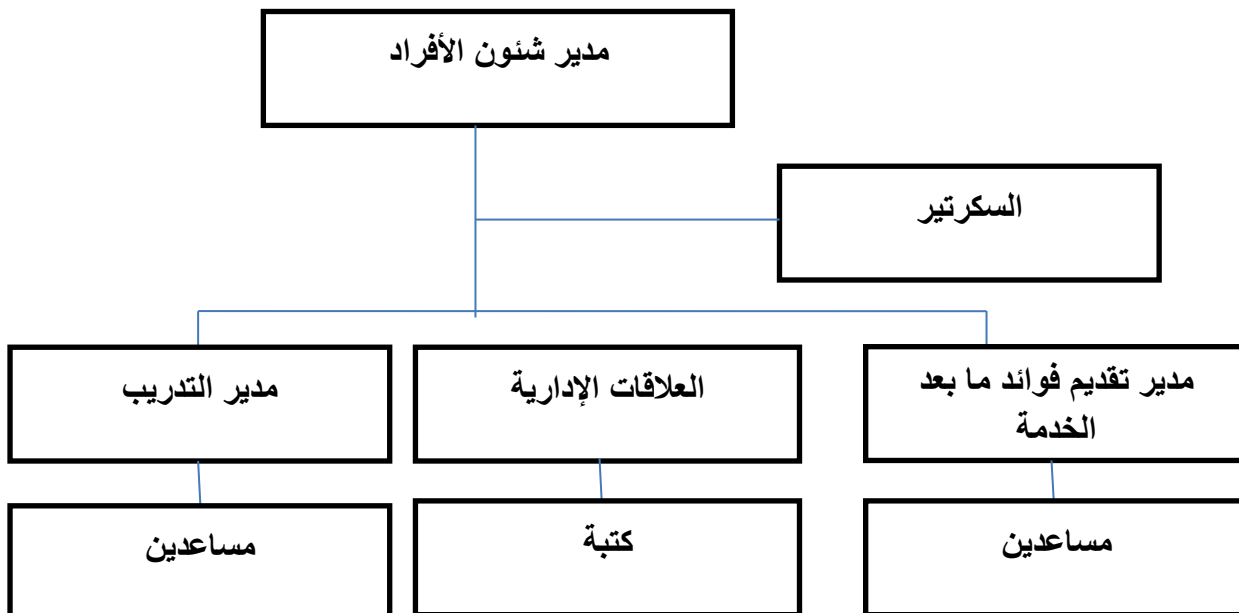 مدير شئون الأفراد
السكرتير
مدير تقديم فوائد ما بعد
الخدمة
العلاقات الإدارية
مدير التدريب
مساعدين
كتبة
مساعدين